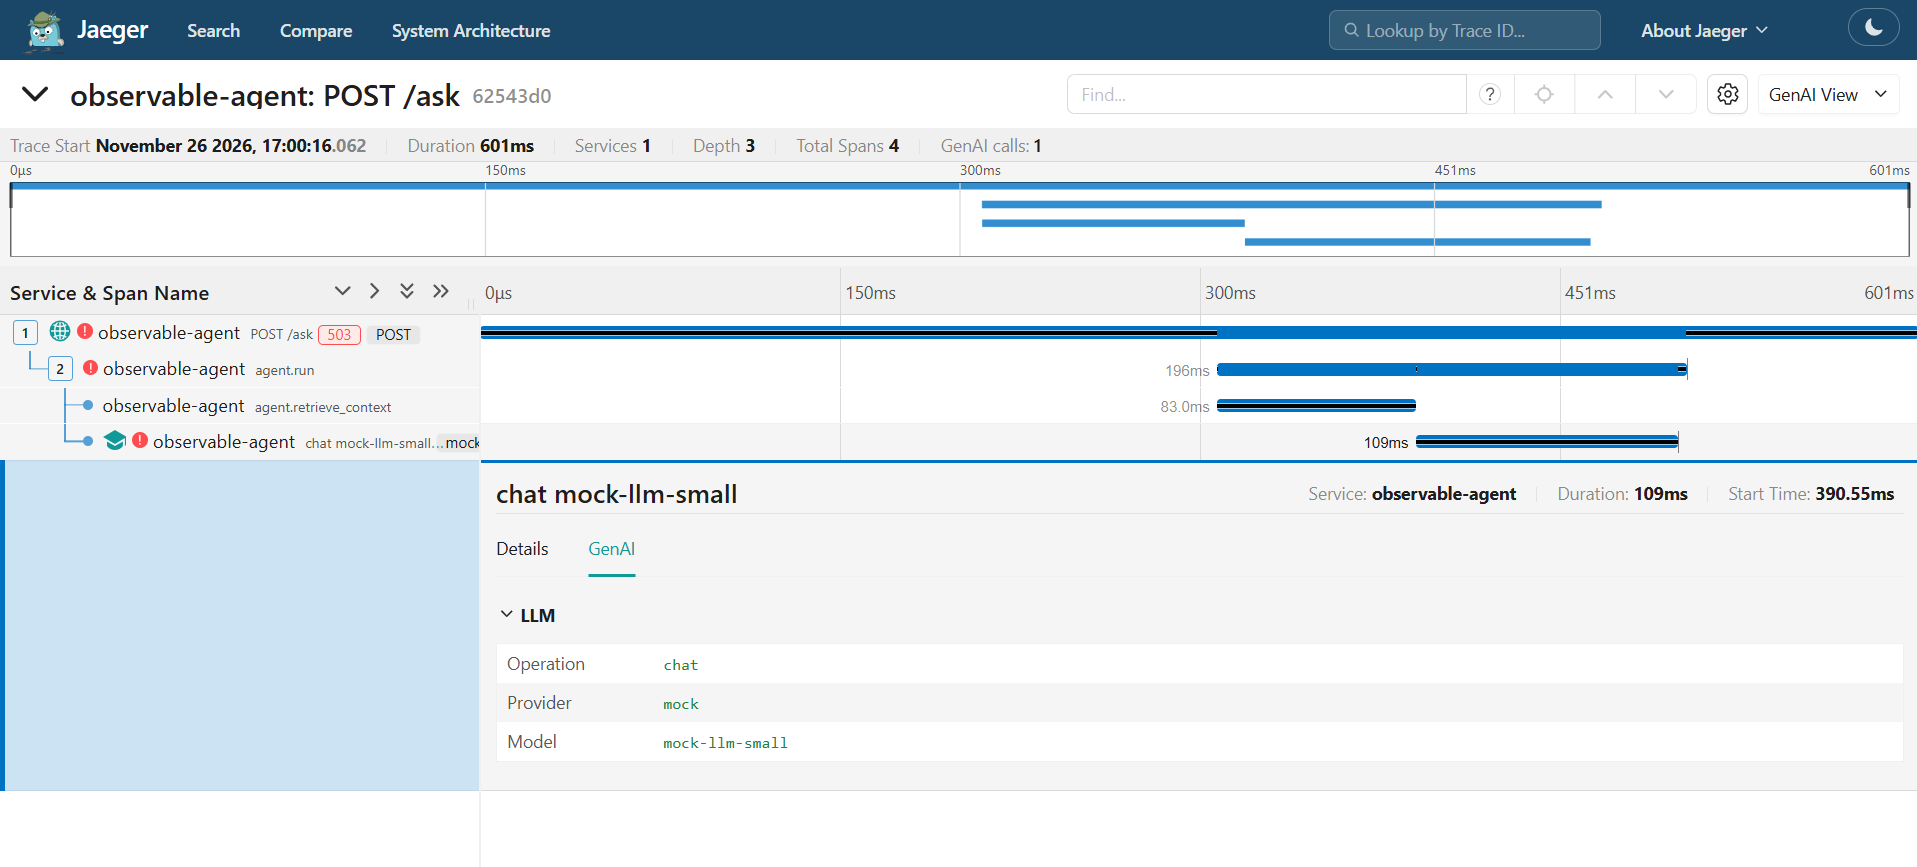 Jaeger Search Compare System Architecture Lookup by Trace ID... About Jaeger
observable-agent: POST /ask 62543d0 Find... ? GenAI View
Trace Start November 26 2026, 17:00:16.062 Duration 601ms Services 1 Depth 3 Total Spans 4 GenAI calls: 1
0μs 150ms 300ms 451ms 601ms
Service & Span Name 0μs 150ms 300ms 451ms 601ms
1 observable-agent POST /ask 503 POST
2 observable-agent agent.run 196ms
observable-agent agent.retrieve_context 83.0ms
observable-agent chat mock-llm-small... mock 109ms
chat mock-llm-small Service: observable-agent Duration: 109ms Start Time: 390.55ms
Details GenAI
LLM
Operation chat
Provider mock
Model mock-llm-small